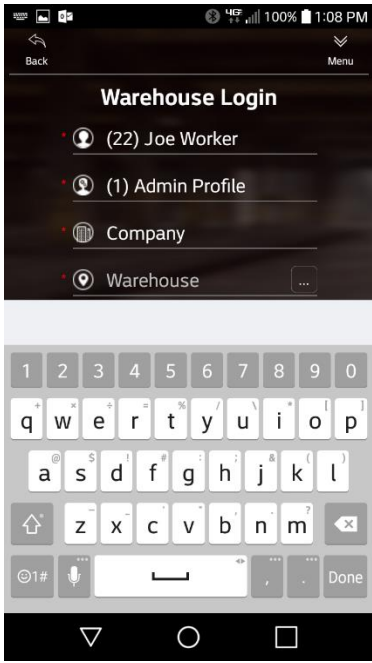 4G 100% 1:08 PM
Back Menu
Warehouse Login
* (22) Joe Worker
* (1) Admin Profile
* Company
* Warehouse ...
1 2 3 4 5 6 7 8 9 0
+ × ÷ = % / \ * [ ]
q w e r t y u i o p
@ $ ! # : ; & ( )
a s d f g h j k l
z x c v b n m ?
☺1# , . Done